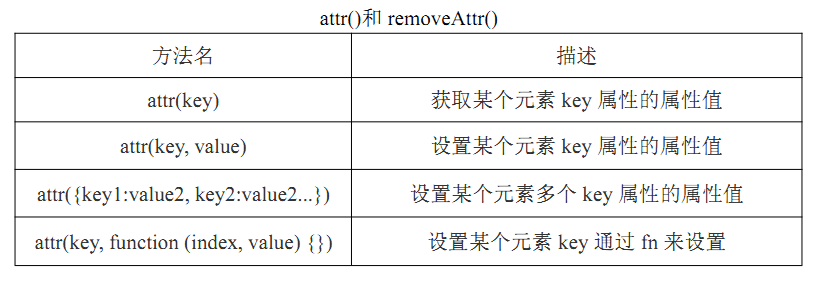 attr()和 removeAttr()
方法名 描述
attr(key) 获取某个元素 key 属性的属性值
attr(key, value) 设置某个元素 key 属性的属性值
attr({key1:value2, key2:value2...}) 设置某个元素多个 key 属性的属性值
attr(key, function (index, value) {}) 设置某个元素 key 通过 fn 来设置